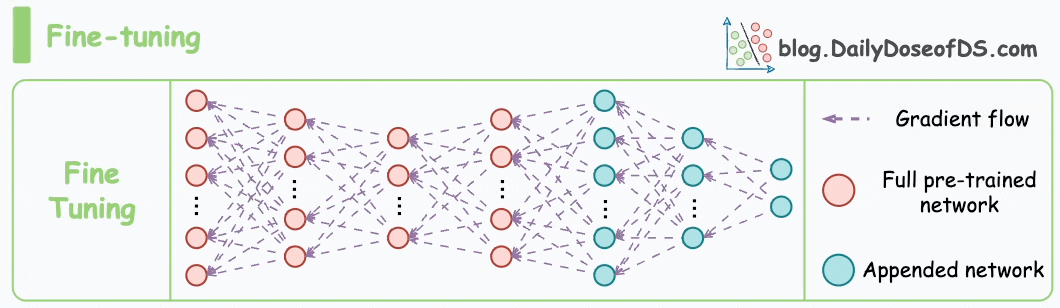 Fine-tuning
blog.DailyDoseofDS.com
Fine
Tuning
Gradient flow
Full pre-trained
network
Appended network